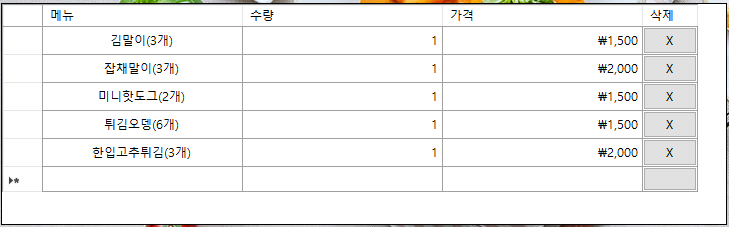 메뉴 수량 가격 삭제
김말이(3개) 1 ₩1,500 X
잡채말이(3개) ₩2,000 X
미니핫도그(2개) 1 ₩1,500 X
튀김오뎅(6개) 1 ₩1,500 X
한입고추튀김(3개) 1 ₩2,000 X